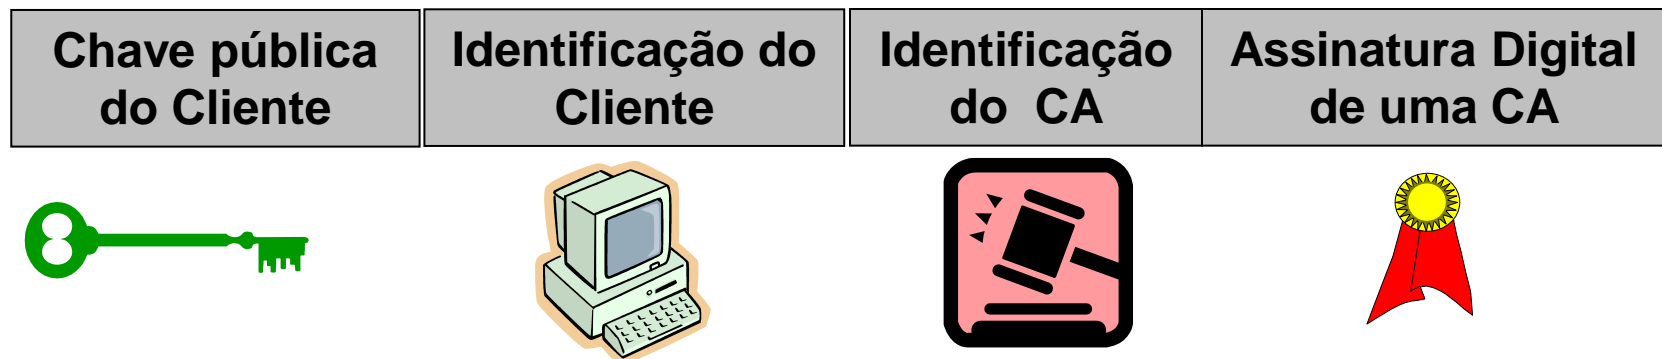 Chave pública
do Cliente
Identificação do
Cliente
Identificação
do CA
Assinatura Digital
de uma CA